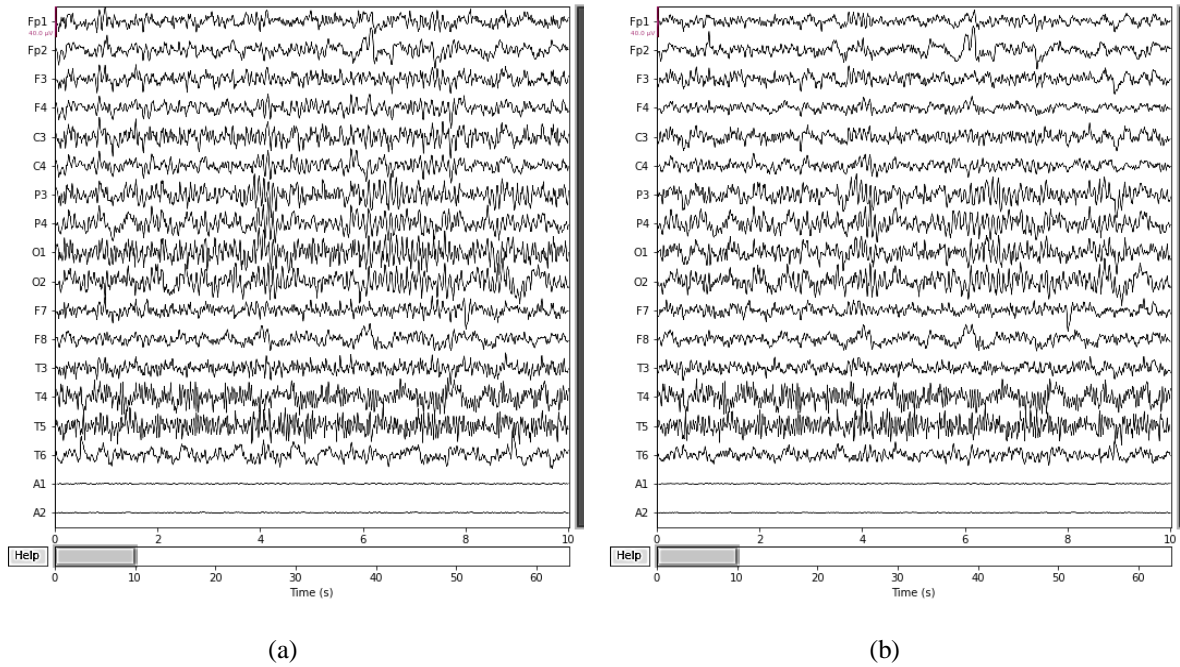 Fp1
40.0 µV
Fp2
F3
F4
C3
C4
P3
P4
O1
O2
F7
F8
T3
T4
T5
T6
A1
A2
0 2 4 6 8 10
Help
0 10 20 30 40 50 60
Time (s)
(a)
Fp1
40.0 µV
Fp2
F3
F4
C3
C4
P3
P4
O1
O2
F7
F8
T3
T4
T5
T6
A1
A2
0 2 4 6 8 10
Help
0 10 20 30 40 50 60
Time (s)
(b)